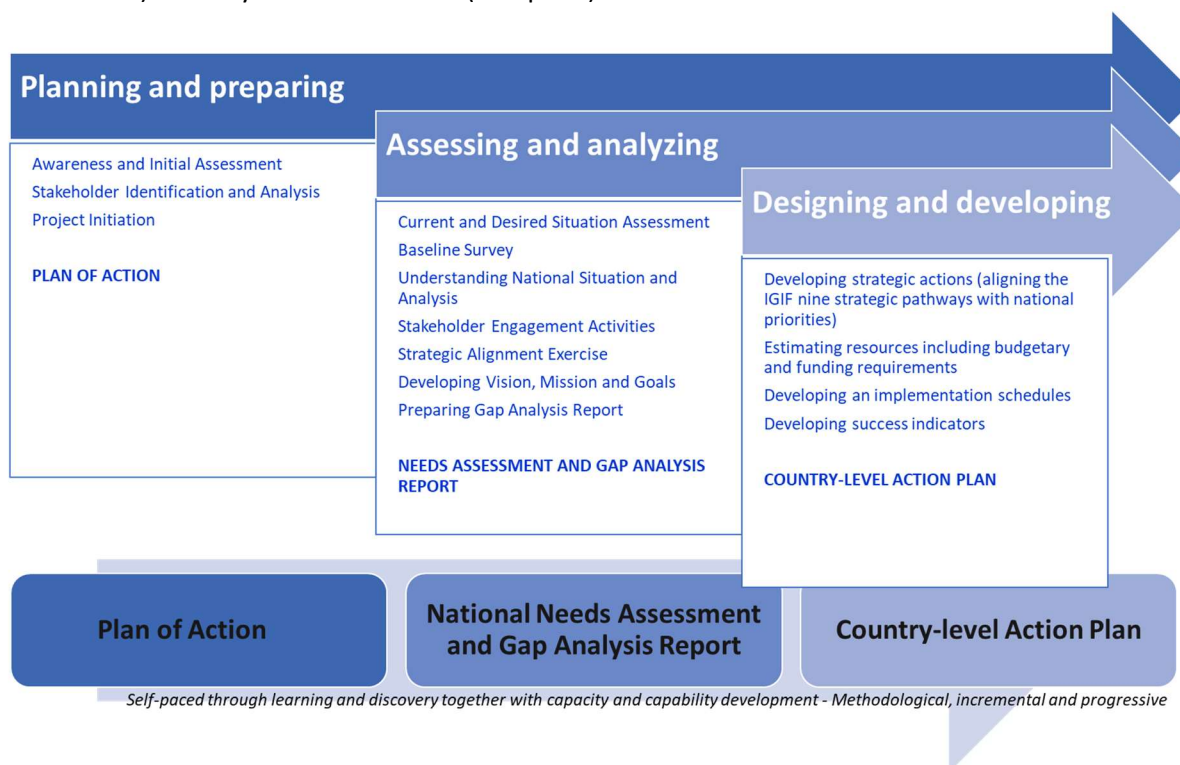 Planning and preparing
Awareness and Initial Assessment
Stakeholder Identification and Analysis
Project Initiation
PLAN OF ACTION
Assessing and analyzing
Current and Desired Situation Assessment
Baseline Survey
Understanding National Situation and
Analysis
Stakeholder Engagement Activities
Strategic Alignment Exercise
Developing Vision, Mission and Goals
Preparing Gap Analysis Report
NEEDS ASSESSMENT AND GAP ANALYSIS
REPORT
Designing and developing
Developing strategic actions (aligning the
IGIF nine strategic pathways with national
priorities)
Estimating resources including budgetary
and funding requirements
Developing an implementation schedules
Developing success indicators
COUNTRY-LEVEL ACTION PLAN
Plan of Action
National Needs Assessment
and Gap Analysis Report
Country-level Action Plan
Self-paced through learning and discovery together with capacity and capability development - Methodological, incremental and progressive